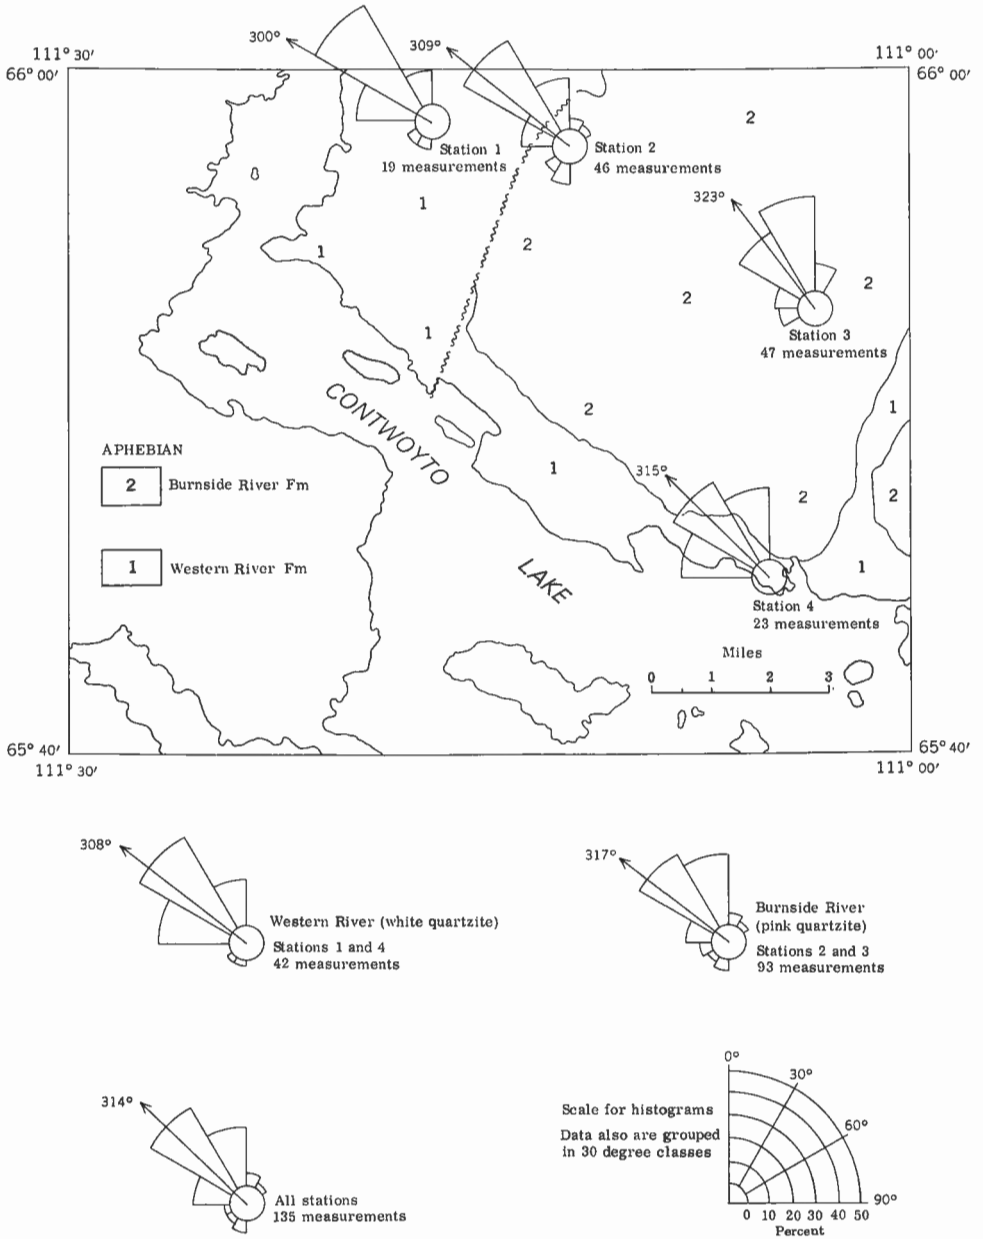 111° 30′
66° 00′
111° 00′
66° 00′
300°
309°
Station 1
19 measurements
Station 2
46 measurements
2
8
1
1
2
323°
2
2
Station 3
47 measurements
1
1
CONTWOYTO
2
APHEBIAN
2 Burnside River Fm
1
315°
2
2
1 Western River Fm
1
LAKE
Station 4
23 measurements
Miles
0 1 2 3
65° 40′
111° 30′
65° 40′
111° 00′
308°
Western River (white quartzite)
Stations 1 and 4
42 measurements
317°
Burnside River
(pink quartzite)
Stations 2 and 3
93 measurements
314°
All stations
135 measurements
Scale for histograms
Data also are grouped
in 30 degree classes
0°
30°
60°
90°
0 10 20 30 40 50
Percent